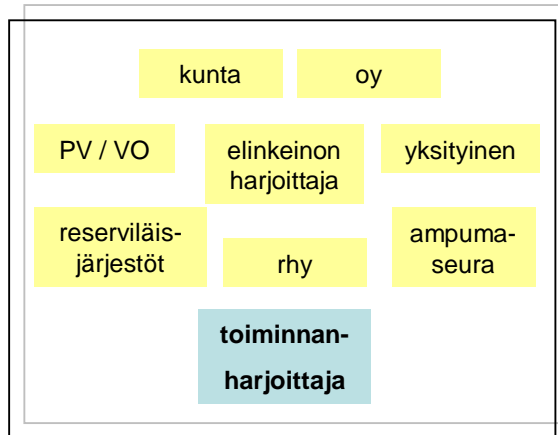 kunta
oy
PV / VO
elinkeinon
harjoittaja
yksityinen
reserviläis-
järjestöt
rhy
ampuma-
seura
toiminnan-
harjoittaja